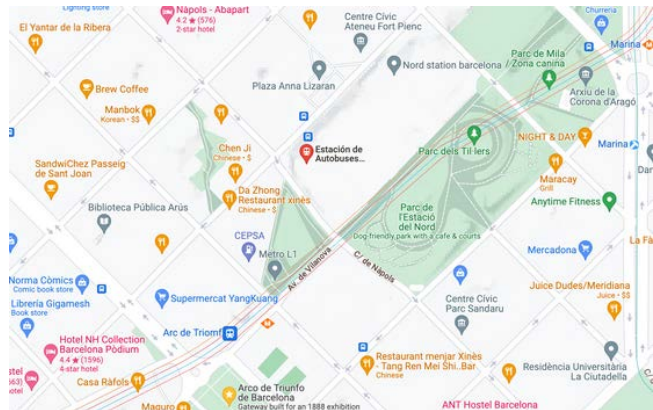 Lighting store
Nàpols - Abapart
4.2 ★ (576)
2-star hotel
El Yantar de la Ribera
Centre Cívic
Ateneu Fort Pienc
Churreria
Marina
Parc de Mila
/ Zona canina
Nord station barcelona
Plaza Anna Lizaran
Brew Coffee
Arxiu de la
Corona d'Aragó
Manbok
Korean • $$
Estación de
Autobuses...
Chen Ji
Chinese • $
Parc dels Til·lers
NIGHT & DAY
Marina
SandwiChez Passeig
de Sant Joan
Da Zhong
Restaurant xinès
Chinese • $
Maracay
Grill
Biblioteca Pública Arús
Parc de
l'Estació
del Nord
Dog-friendly park with a cafe & courts
Anytime Fitness
CEPSA
Metro L1
Av. de Vilanova
C/ de Nàpols
Mercadona
La Fà
Norma Còmics
Comic book store
Librería Gigamesh
Book store
Supermercat YangKuang
Juice Dudes/Meridiana
Juice • $$
Centre Cívic
Parc Sandaru
Arc de Triomf
Hotel NH Collection
Barcelona Pòdium
4.4 ★ (1596)
4-star hotel
Restaurant menjar Xinès
- Tang Ren Mei Shi..Bar
Chinese
Residència Universitària
La Ciutadella
Casa Ràfols
Arco de Triunfo
de Barcelona
Gateway built for an 1888 exhibition
ANT Hostel Barcelona